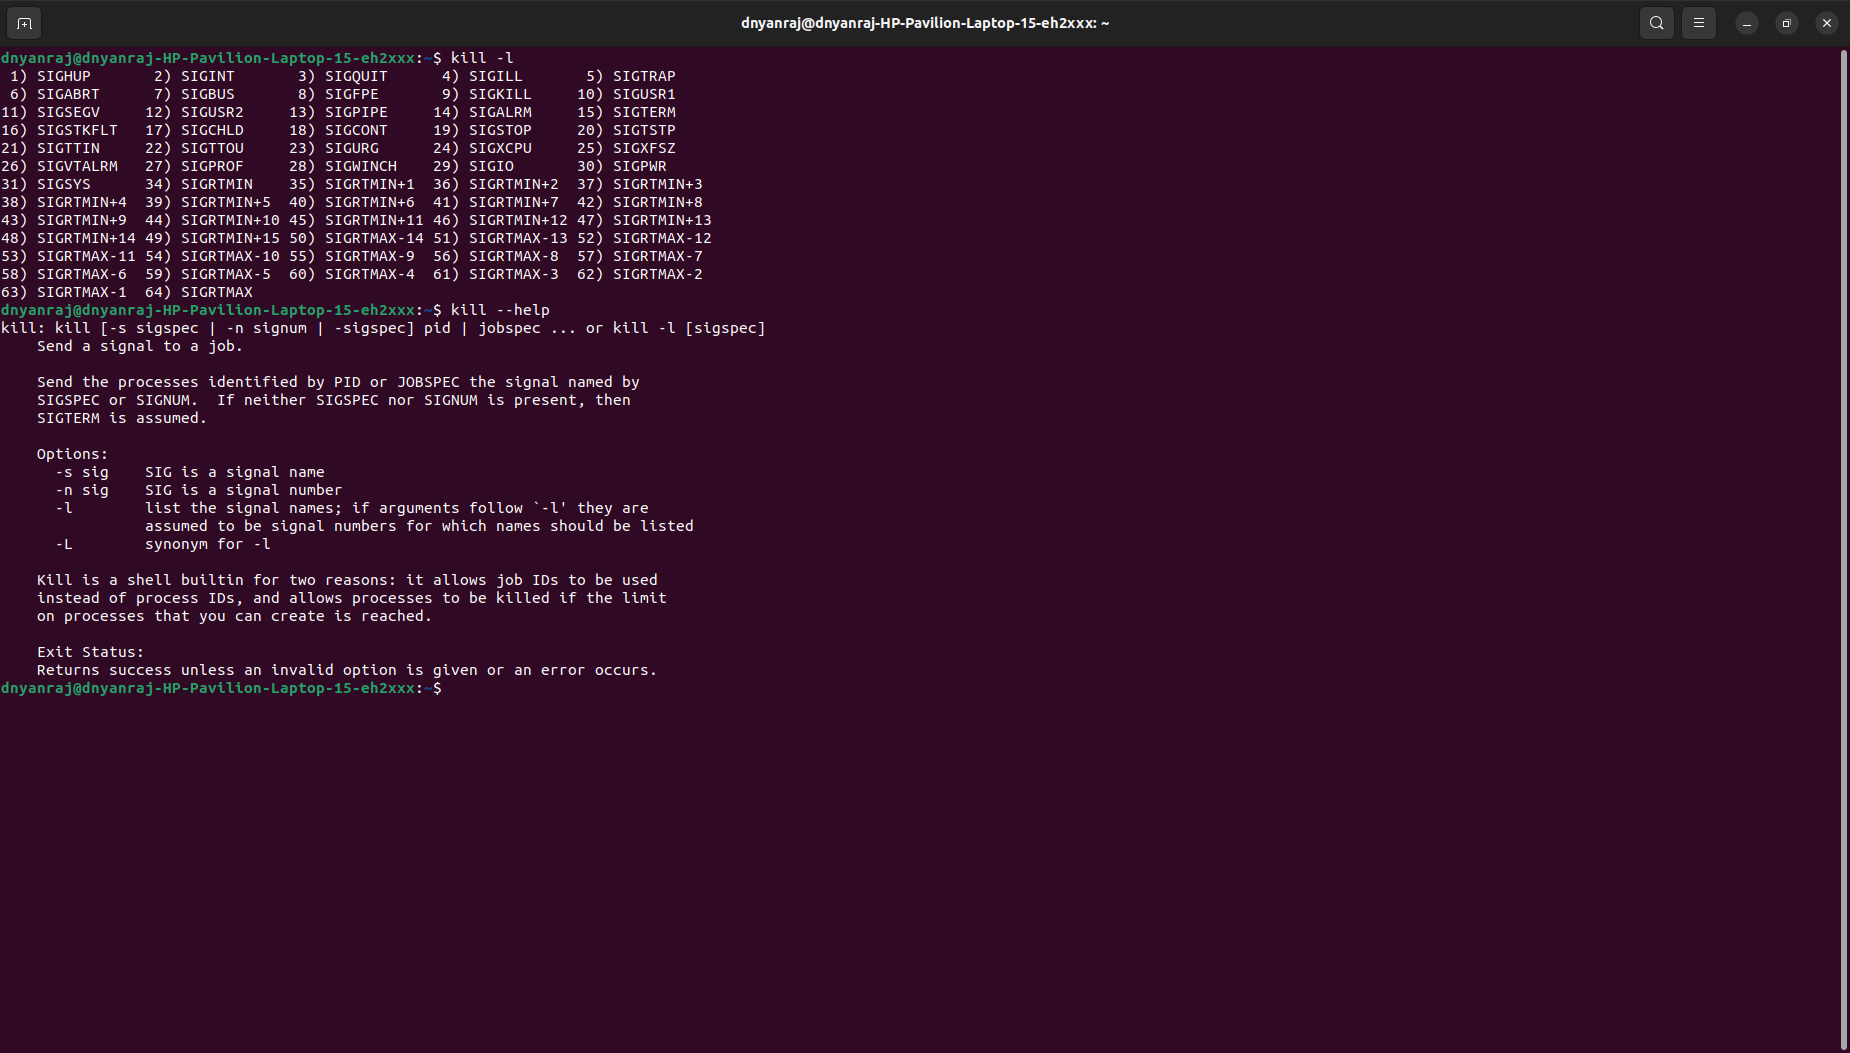 dnyanraj@dnyanraj-HP-Pavilion-Laptop-15-eh2xxx: ~
dnyanraj@dnyanraj-HP-Pavilion-Laptop-15-eh2xxx:~$ kill -l
 1) SIGHUP       2) SIGINT       3) SIGQUIT      4) SIGILL       5) SIGTRAP
 6) SIGABRT      7) SIGBUS       8) SIGFPE       9) SIGKILL     10) SIGUSR1
11) SIGSEGV     12) SIGUSR2     13) SIGPIPE     14) SIGALRM     15) SIGTERM
16) SIGSTKFLT   17) SIGCHLD     18) SIGCONT     19) SIGSTOP     20) SIGTSTP
21) SIGTTIN     22) SIGTTOU     23) SIGURG      24) SIGXCPU     25) SIGXFSZ
26) SIGVTALRM   27) SIGPROF     28) SIGWINCH    29) SIGIO       30) SIGPWR
31) SIGSYS      34) SIGRTMIN    35) SIGRTMIN+1  36) SIGRTMIN+2  37) SIGRTMIN+3
38) SIGRTMIN+4  39) SIGRTMIN+5  40) SIGRTMIN+6  41) SIGRTMIN+7  42) SIGRTMIN+8
43) SIGRTMIN+9  44) SIGRTMIN+10 45) SIGRTMIN+11 46) SIGRTMIN+12 47) SIGRTMIN+13
48) SIGRTMIN+14 49) SIGRTMIN+15 50) SIGRTMAX-14 51) SIGRTMAX-13 52) SIGRTMAX-12
53) SIGRTMAX-11 54) SIGRTMAX-10 55) SIGRTMAX-9  56) SIGRTMAX-8  57) SIGRTMAX-7
58) SIGRTMAX-6  59) SIGRTMAX-5  60) SIGRTMAX-4  61) SIGRTMAX-3  62) SIGRTMAX-2
63) SIGRTMAX-1  64) SIGRTMAX
dnyanraj@dnyanraj-HP-Pavilion-Laptop-15-eh2xxx:~$ kill --help
kill: kill [-s sigspec | -n signum | -sigspec] pid | jobspec ... or kill -l [sigspec]
    Send a signal to a job.

    Send the processes identified by PID or JOBSPEC the signal named by
    SIGSPEC or SIGNUM.  If neither SIGSPEC nor SIGNUM is present, then
    SIGTERM is assumed.

    Options:
      -s sig    SIG is a signal name
      -n sig    SIG is a signal number
      -l        list the signal names; if arguments follow `-l' they are
                assumed to be signal numbers for which names should be listed
      -L        synonym for -l

    Kill is a shell builtin for two reasons: it allows job IDs to be used
    instead of process IDs, and allows processes to be killed if the limit
    on processes that you can create is reached.

    Exit Status:
    Returns success unless an invalid option is given or an error occurs.
dnyanraj@dnyanraj-HP-Pavilion-Laptop-15-eh2xxx:~$